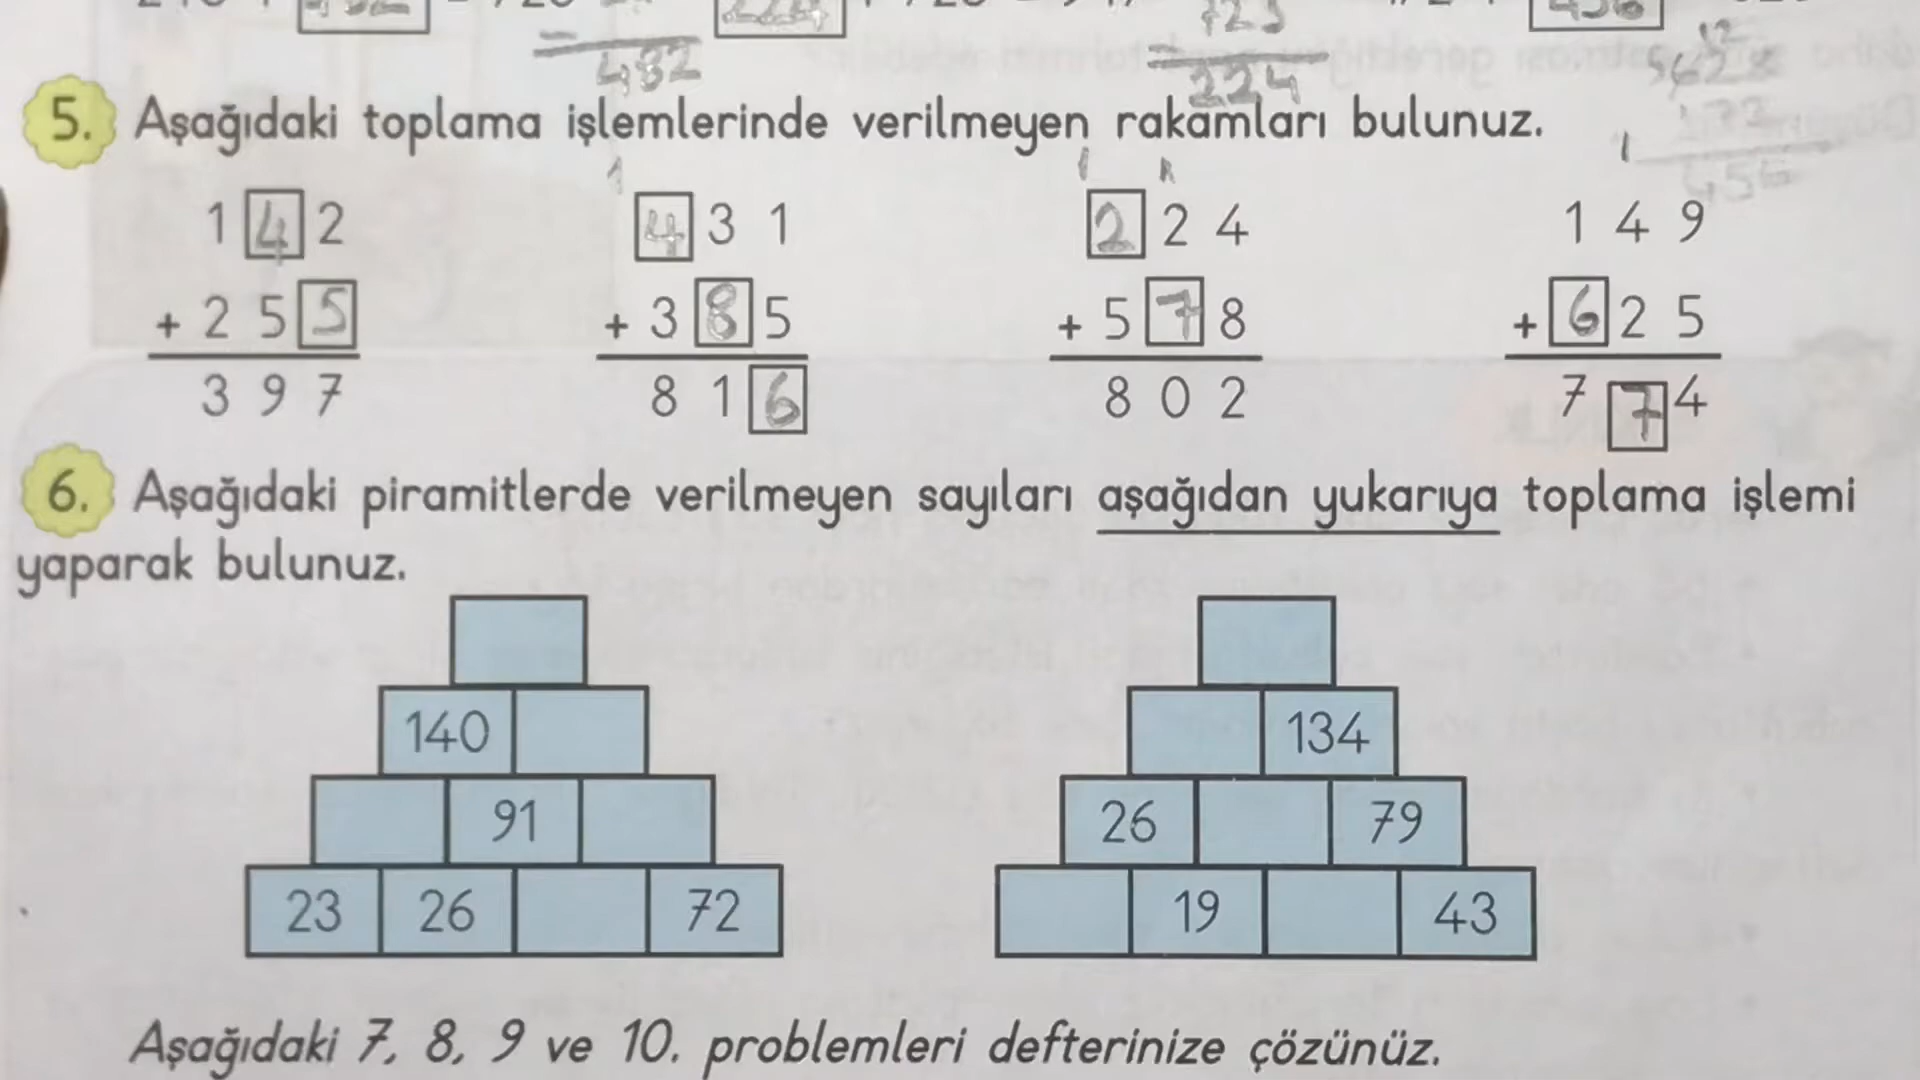 482
224
456
5. Aşağıdaki toplama işlemlerinde verilmeyen rakamları bulunuz.
1 4 2
+ 2 5 5
3 9 7
4 3 1
+ 3 8 5
8 1 6
2 2 4
+ 5 7 8
8 0 2
1 4 9
+ 6 2 5
7 7 4
6. Aşağıdaki piramitlerde verilmeyen sayıları aşağıdan yukarıya toplama işlemi
yaparak bulunuz.
140
91
23 26 72
134
26 79
19 43
Aşağıdaki 7, 8, 9 ve 10. problemleri defterinize çözünüz.